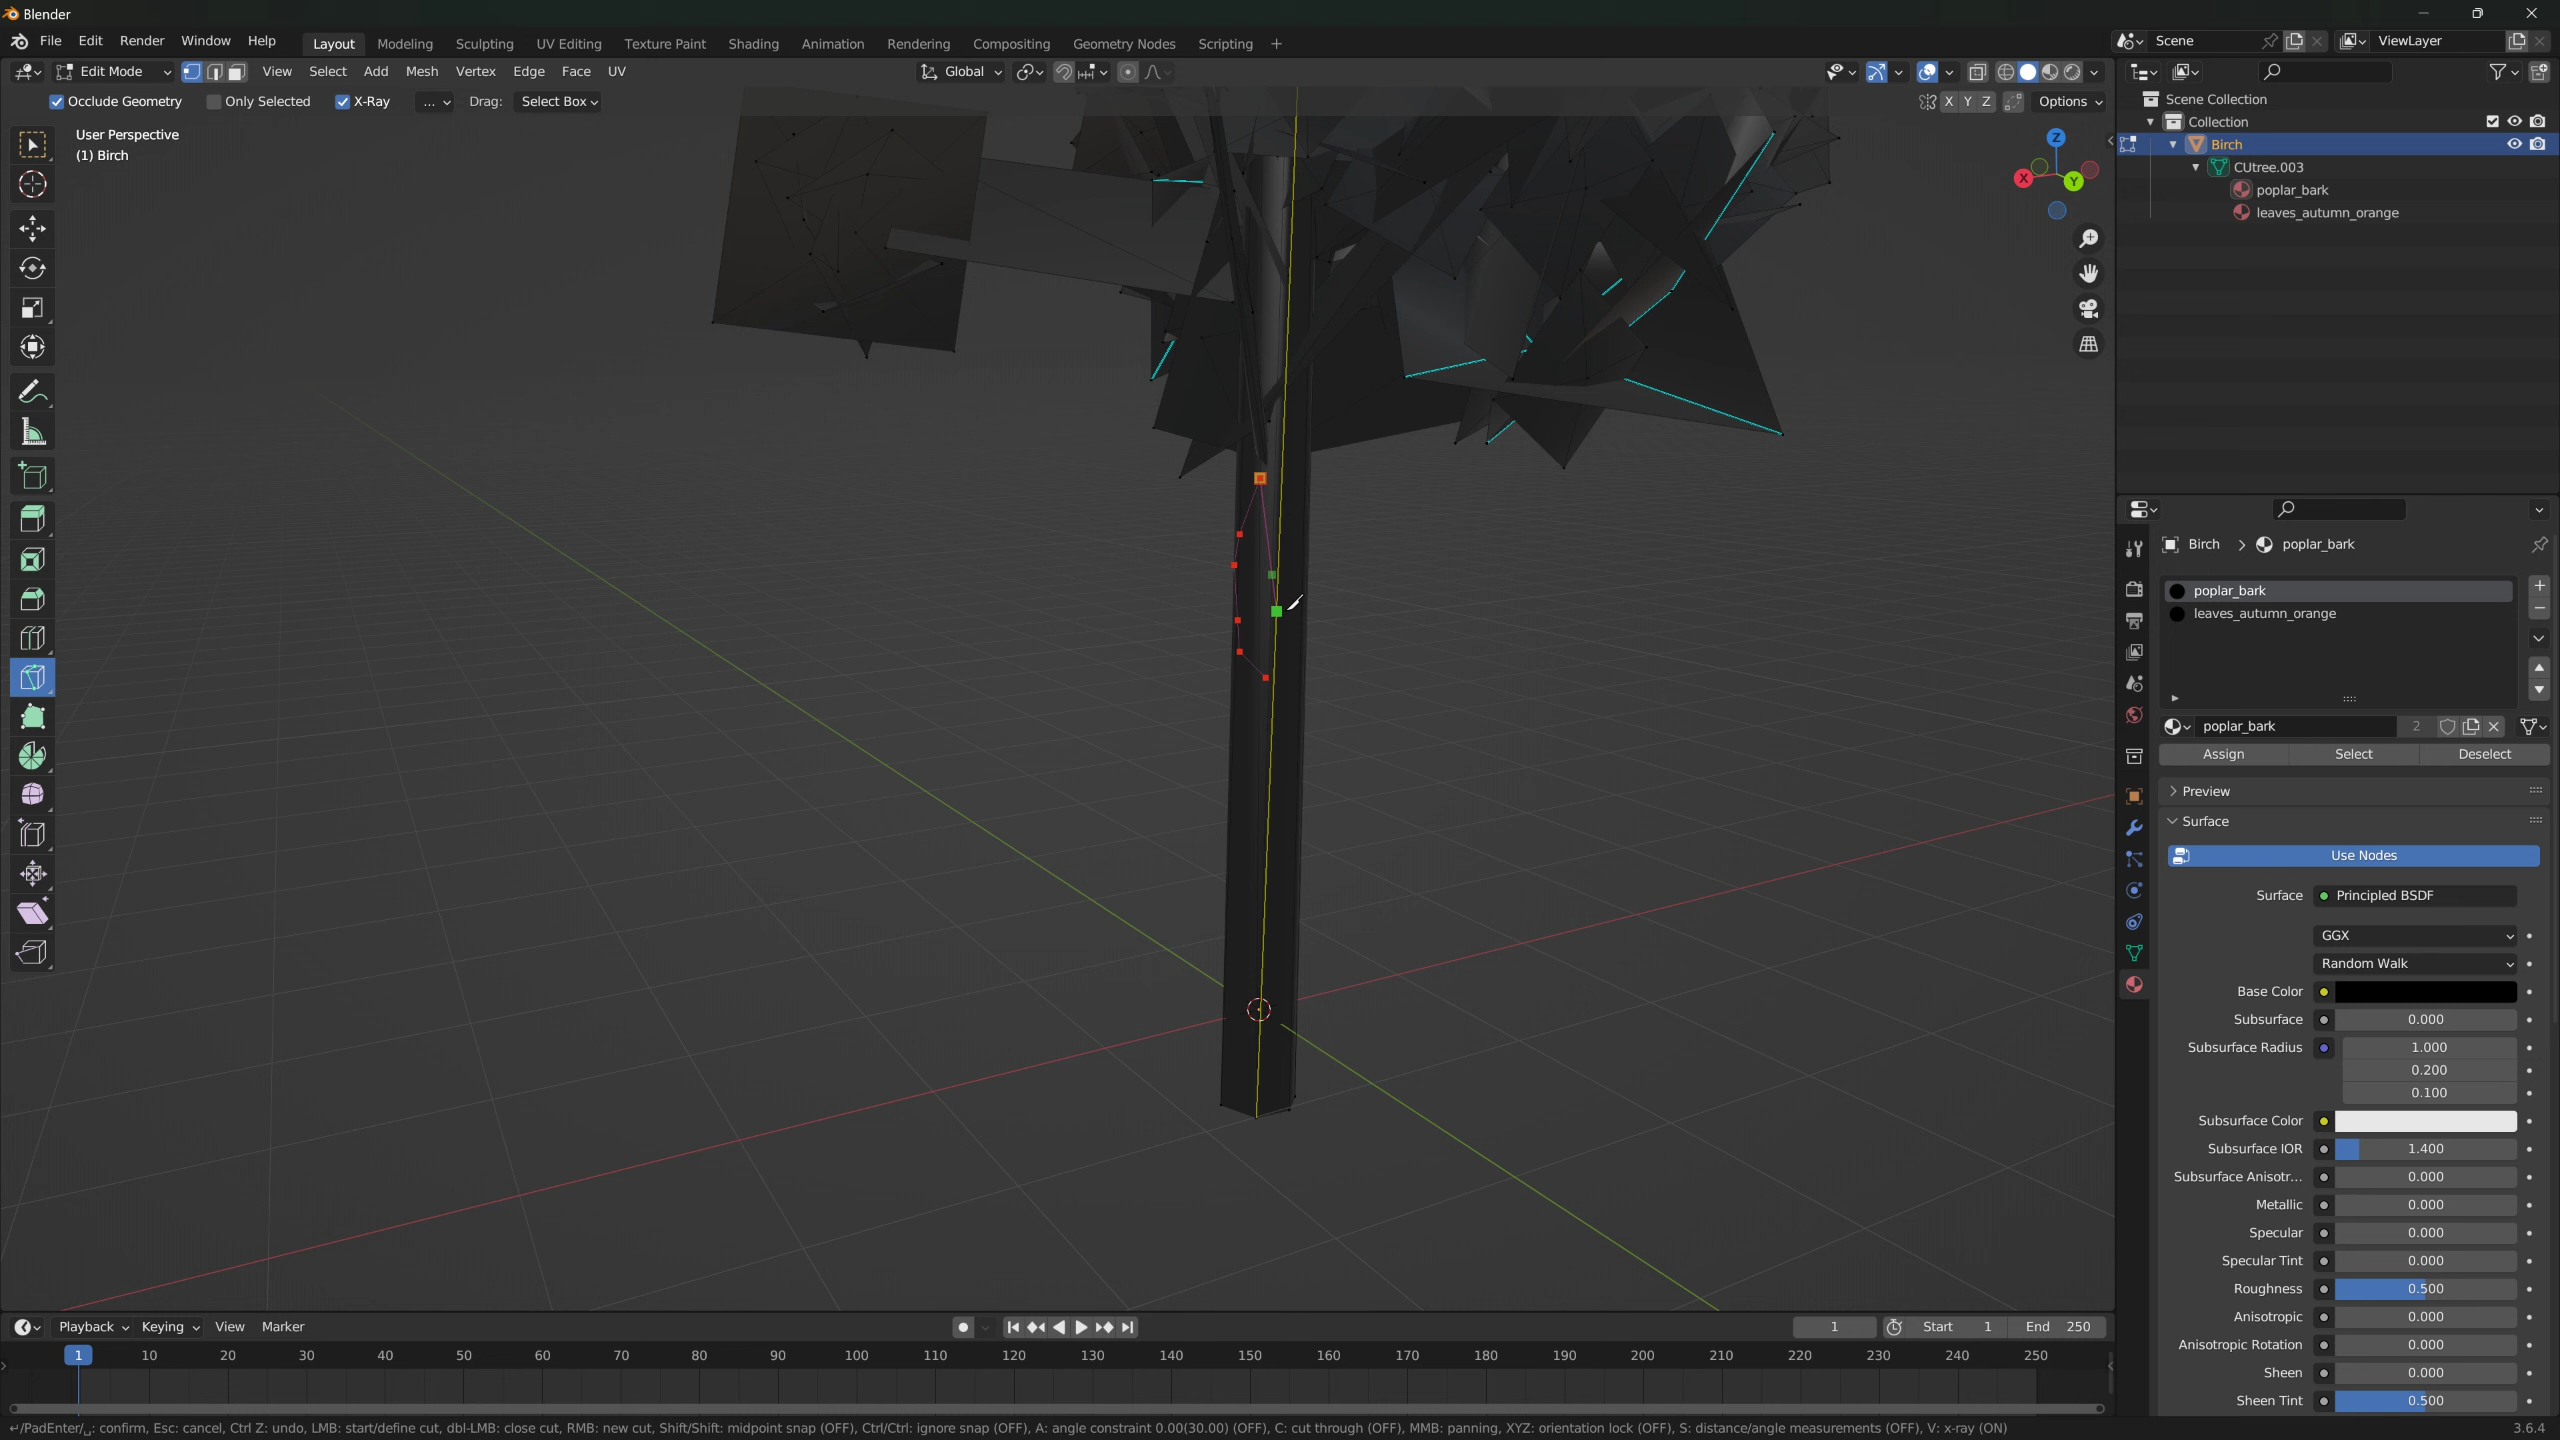 Blender
File Edit Render Window Help Layout Modeling Sculpting UV Editing Texture Paint Shading Animation Rendering Compositing Geometry Nodes Scripting + Scene ViewLayer
Edit Mode View Select Add Mesh Vertex Edge Face UV Global
Occlude Geometry Only Selected X-Ray ... Drag: Select Box X Y Z Options
User Perspective
(1) Birch
Z
X
Y
Scene Collection
Collection
Birch
CUtree.003
poplar_bark
leaves_autumn_orange
Birch > poplar_bark
poplar_bark
leaves_autumn_orange
poplar_bark 2
Assign Select Deselect
Preview
Surface
Use Nodes
Surface Principled BSDF
GGX
Random Walk
Base Color
Subsurface 0.000
Subsurface Radius 1.000
0.200
0.100
Subsurface Color
Subsurface IOR 1.400
Subsurface Anisotr... 0.000
Metallic 0.000
Specular 0.000
Specular Tint 0.000
Roughness 0.500
Anisotropic 0.000
Anisotropic Rotation 0.000
Sheen 0.000
Sheen Tint 0.500
Playback Keying View Marker 1 Start 1 End 250
1 10 20 30 40 50 60 70 80 90 100 110 120 130 140 150 160 170 180 190 200 210 220 230 240 250
↵/PadEnter/␣: confirm, Esc: cancel, Ctrl Z: undo, LMB: start/define cut, dbl-LMB: close cut, RMB: new cut, Shift/Shift: midpoint snap (OFF), Ctrl/Ctrl: ignore snap (OFF), A: angle constraint 0.00(30.00) (OFF), C: cut through (OFF), MMB: panning, XYZ: orientation lock (OFF), S: distance/angle measurements (OFF), V: x-ray (ON)
3.6.4